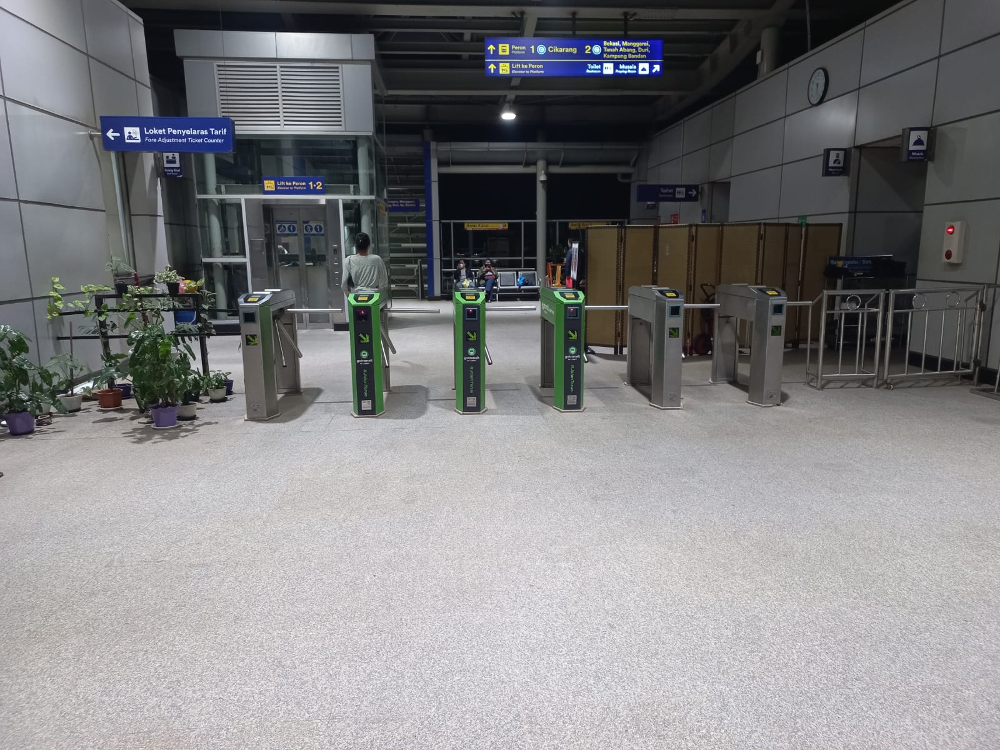 Peron 1 C Cikarang 2 C Bekasi, Manggarai,
Platform Tanah Abang, Duri,
Kampung Bandan
Lift ke Peron Toilet Musala
Elevator to Platform Restroom Praying Room
Loket Penyelaras Tarif
Fare Adjustment Ticket Counter
Ruang Staf
Staff Room
Lift ke Peron 1·2
Elevator to Platform
Musala
Praying Room
Toilet
Restroom
Awas Kaca
Awas Kaca
gotransit
#JalanTerus
gotransit
#JalanTerus
gotransit
gotransit
#JalanTerus